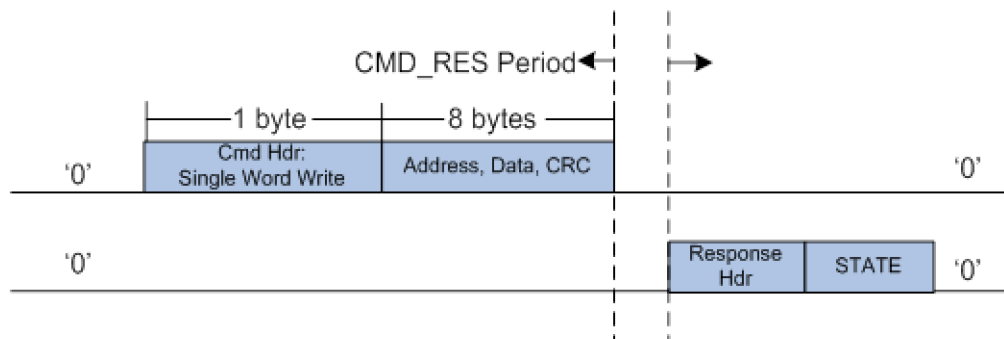 CMD_RES Period
1 byte
8 bytes
‘0’
Cmd Hdr:
Single Word Write
Address, Data, CRC
‘0’
‘0’
Response
Hdr
STATE
‘0’